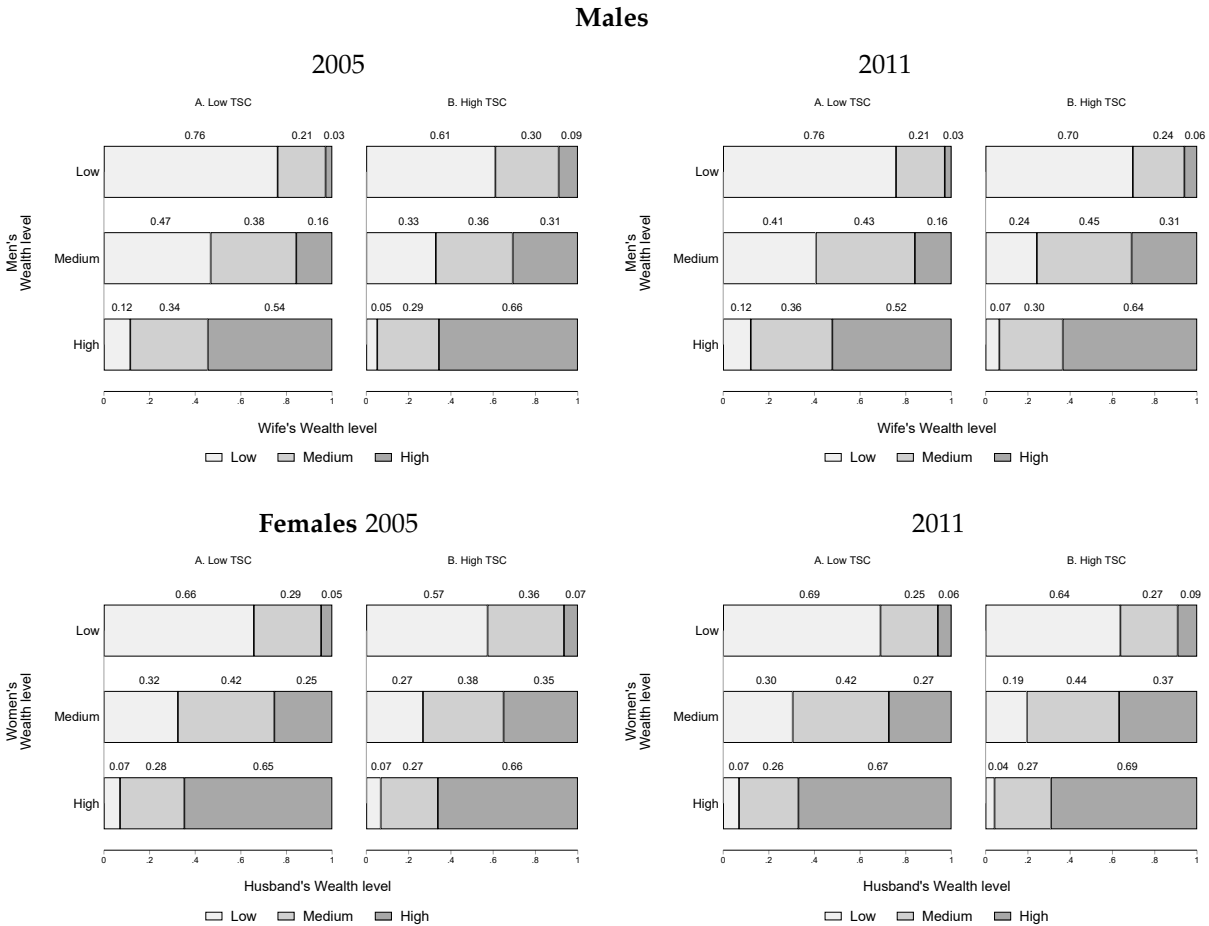 Males
2005
A. Low TSC
B. High TSC
0.76 0.21 0.03
0.61 0.30 0.09
Low
0.47 0.38 0.16
0.33 0.36 0.31
Medium
0.12 0.34 0.54
0.05 0.29 0.66
High
Men's
Wealth level
0 .2 .4 .6 .8 1
0 .2 .4 .6 .8 1
Wife's Wealth level
Low Medium High
2011
A. Low TSC
B. High TSC
0.76 0.21 0.03
0.70 0.24 0.06
Low
0.41 0.43 0.16
0.24 0.45 0.31
Medium
0.12 0.36 0.52
0.07 0.30 0.64
High
Men's
Wealth level
0 .2 .4 .6 .8 1
0 .2 .4 .6 .8 1
Wife's Wealth level
Low Medium High
Females 2005
A. Low TSC
B. High TSC
0.66 0.29 0.05
0.57 0.36 0.07
Low
0.32 0.42 0.25
0.27 0.38 0.35
Medium
0.07 0.28 0.65
0.07 0.27 0.66
High
Women's
Wealth level
0 .2 .4 .6 .8 1
0 .2 .4 .6 .8 1
Husband's Wealth level
Low Medium High
2011
A. Low TSC
B. High TSC
0.69 0.25 0.06
0.64 0.27 0.09
Low
0.30 0.42 0.27
0.19 0.44 0.37
Medium
0.07 0.26 0.67
0.04 0.27 0.69
High
Women's
Wealth level
0 .2 .4 .6 .8 1
0 .2 .4 .6 .8 1
Husband's Wealth level
Low Medium High